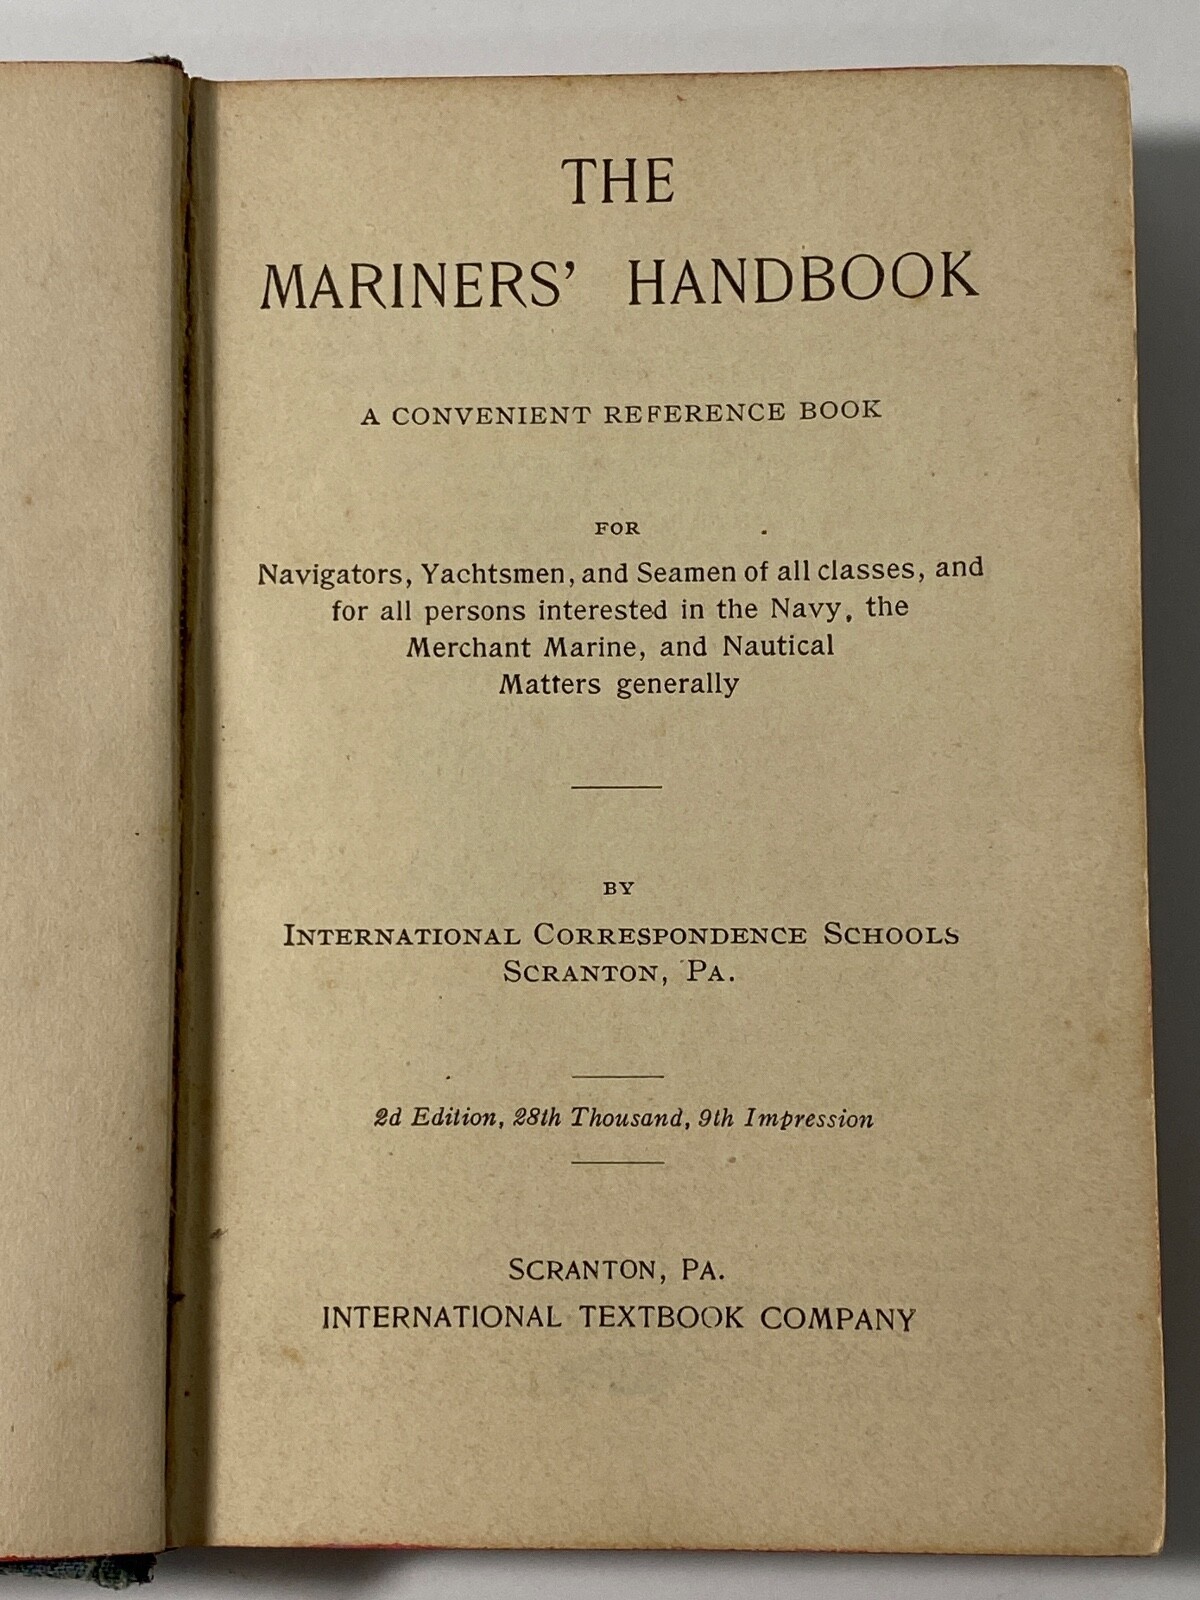 THE
MARINERS' HANDBOOK
A CONVENIENT REFERENCE BOOK
FOR
Navigators, Yachtsmen, and Seamen of all classes, and
for all persons interested in the Navy, the
Merchant Marine, and Nautical
Matters generally
BY
INTERNATIONAL CORRESPONDENCE SCHOOLS
SCRANTON, PA.
2d Edition, 28th Thousand, 9th Impression
SCRANTON, PA.
INTERNATIONAL TEXTBOOK COMPANY